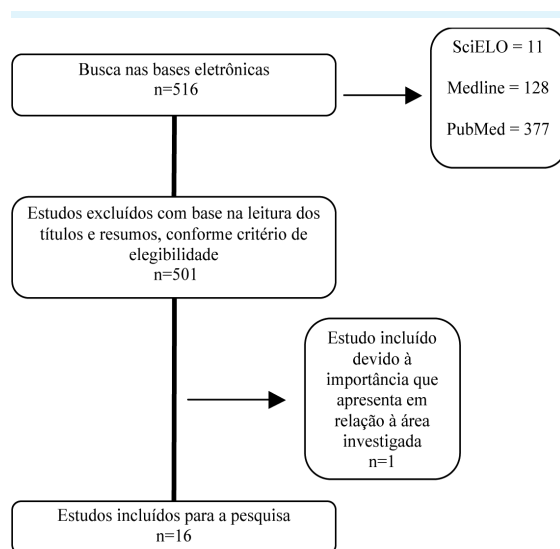 Busca nas bases eletrônicas
n=516
SciELO = 11
Medline = 128
PubMed = 377
Estudos excluídos com base na leitura dos
títulos e resumos, conforme critério de
elegibilidade
n=501
Estudo incluído
devido à
importância que
apresenta em
relação à área
investigada
n=1
Estudos incluídos para a pesquisa
n=16